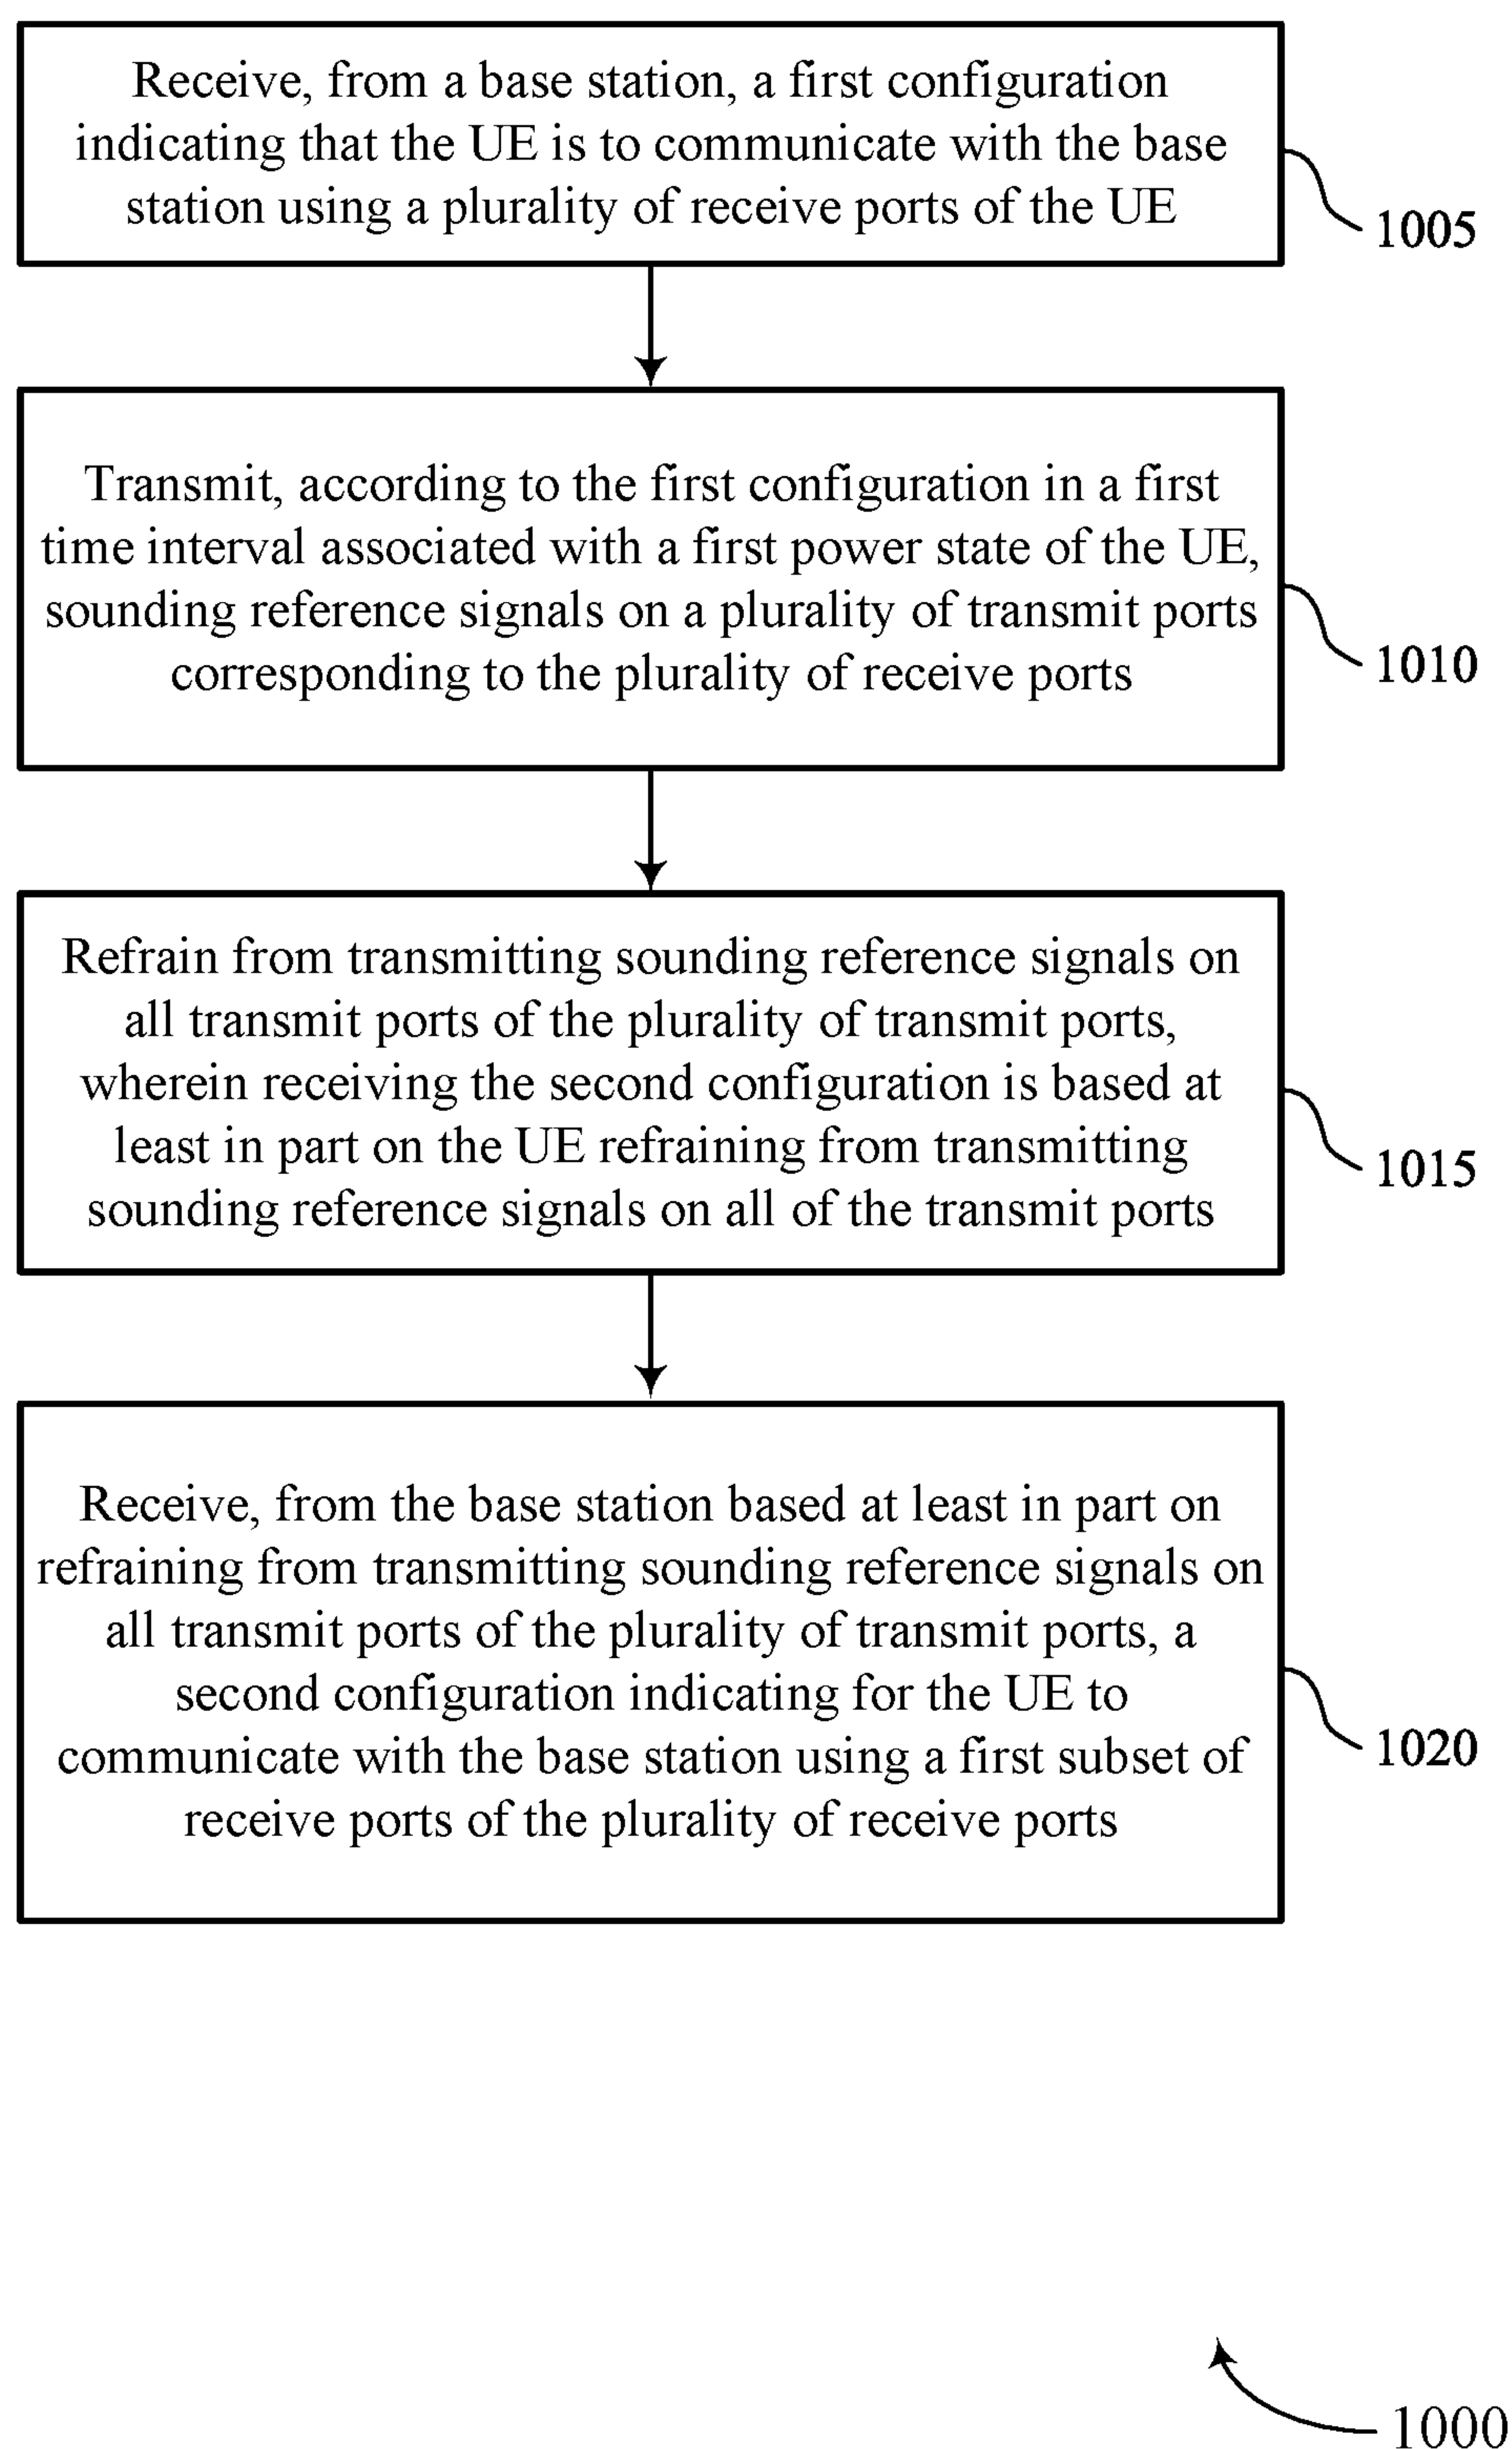 Receive, from a base station, a first configuration
indicating that the UE is to communicate with the base
station using a plurality of receive ports of the UE
1005
Transmit, according to the first configuration in a first
time interval associated with a first power state of the UE,
sounding reference signals on a plurality of transmit ports
corresponding to the plurality of receive ports
1010
Refrain from transmitting sounding reference signals on
all transmit ports of the plurality of transmit ports,
wherein receiving the second configuration is based at
least in part on the UE refraining from transmitting
sounding reference signals on all of the transmit ports
1015
Receive, from the base station based at least in part on
refraining from transmitting sounding reference signals on
all transmit ports of the plurality of transmit ports, a
second configuration indicating for the UE to
communicate with the base station using a first subset of
receive ports of the plurality of receive ports
1020
1000